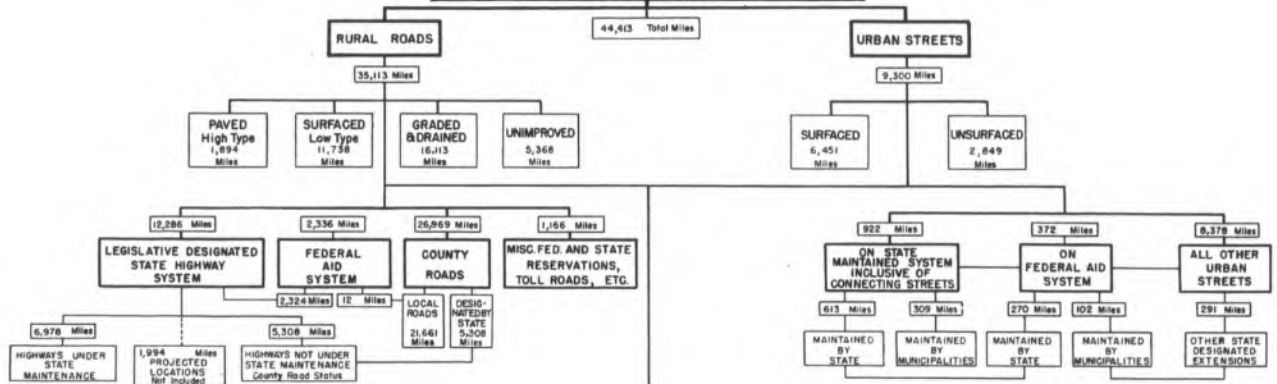 44,413 Total Miles
RURAL ROADS
URBAN STREETS
35,113 Miles
9,300 Miles
PAVED
High Type
1,894
Miles
SURFACED
Low Type
11,738
Miles
GRADED
& DRAINED
16,113
Miles
UNIMPROVED
5,368
Miles
SURFACED
6,451
Miles
UNSURFACED
2,849
Miles
12,286 Miles
LEGISLATIVE DESIGNATED
STATE HIGHWAY
SYSTEM
2,336 Miles
FEDERAL
AID
SYSTEM
26,969 Miles
COUNTY
ROADS
1,166 Miles
MISC. FED. AND STATE
RESERVATIONS,
TOLL ROADS, ETC.
2,324 Miles
12 Miles
LOCAL
ROADS
21,661
Miles
DESIG-
NATED BY
STATE
5,308
Miles
6,978 Miles
HIGHWAYS UNDER
STATE
MAINTENANCE
1,994 Miles
PROJECTED
LOCATIONS
Not Included
5,308 Miles
HIGHWAYS NOT UNDER
STATE MAINTENANCE
County Road Status
922 Miles
ON STATE
MAINTAINED SYSTEM
INCLUSIVE OF
CONNECTING STREETS
372 Miles
ON
FEDERAL AID
SYSTEM
8,378 Miles
ALL OTHER
URBAN
STREETS
613 Miles
MAINTAINED
BY
STATE
309 Miles
MAINTAINED
BY
MUNICIPALITIES
270 Miles
MAINTAINED
BY
STATE
102 Miles
MAINTAINED
BY
MUNICIPALITIES
291 Miles
OTHER STATE
DESIGNATED
EXTENSIONS